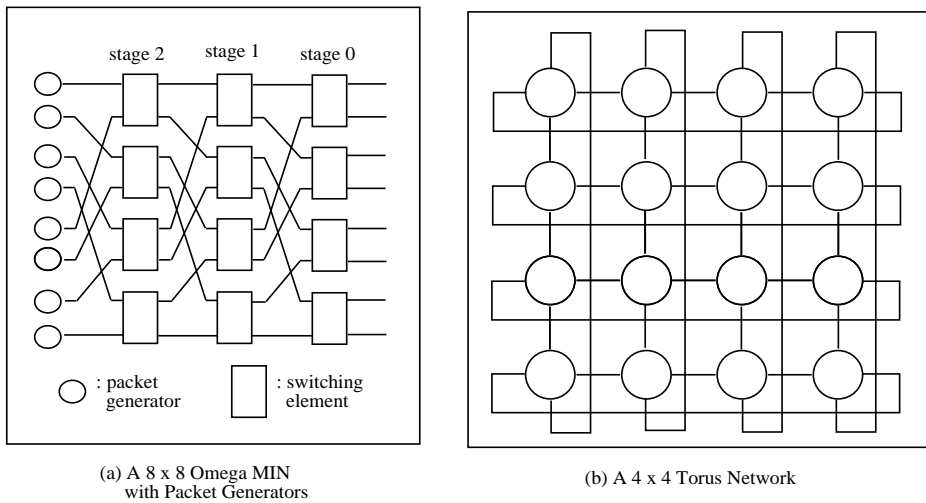 stage 2
stage 1
stage 0
: packet
generator
: switching
element
(a) A 8 x 8 Omega MIN
with Packet Generators
(b) A 4 x 4 Torus Network